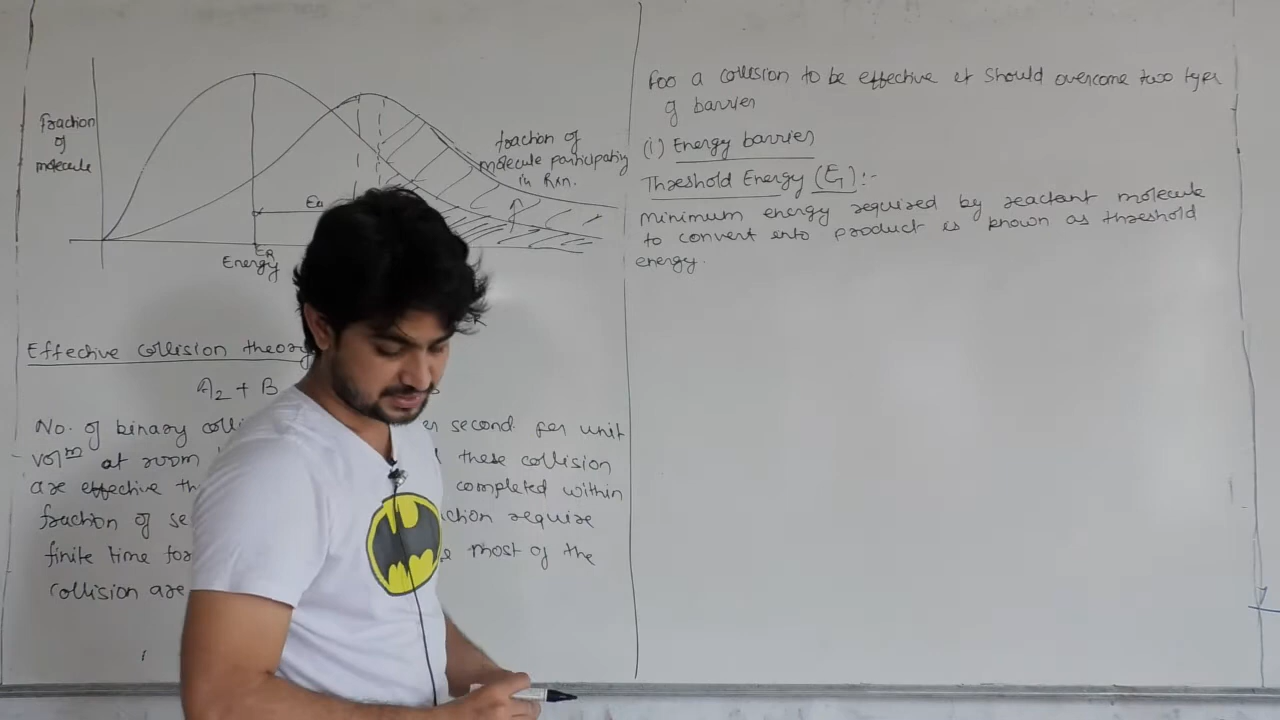 Fraction
of
molecule
fraction of
molecule participating
in Rxn.
Ea
ER
Energy
Effective collision theory
A2 + B
No. of binary colli
er second per unit
volm at room
these collision
are effective th
completed within
fraction of se
ction require
finite time for
most of the
collision are
For a collision to be effective it should overcome two type
of barrier
(i) Energy barrier
Threshold Energy (ET):-
minimum energy required by reactant molecule
to convert into product is known as threshold
energy.